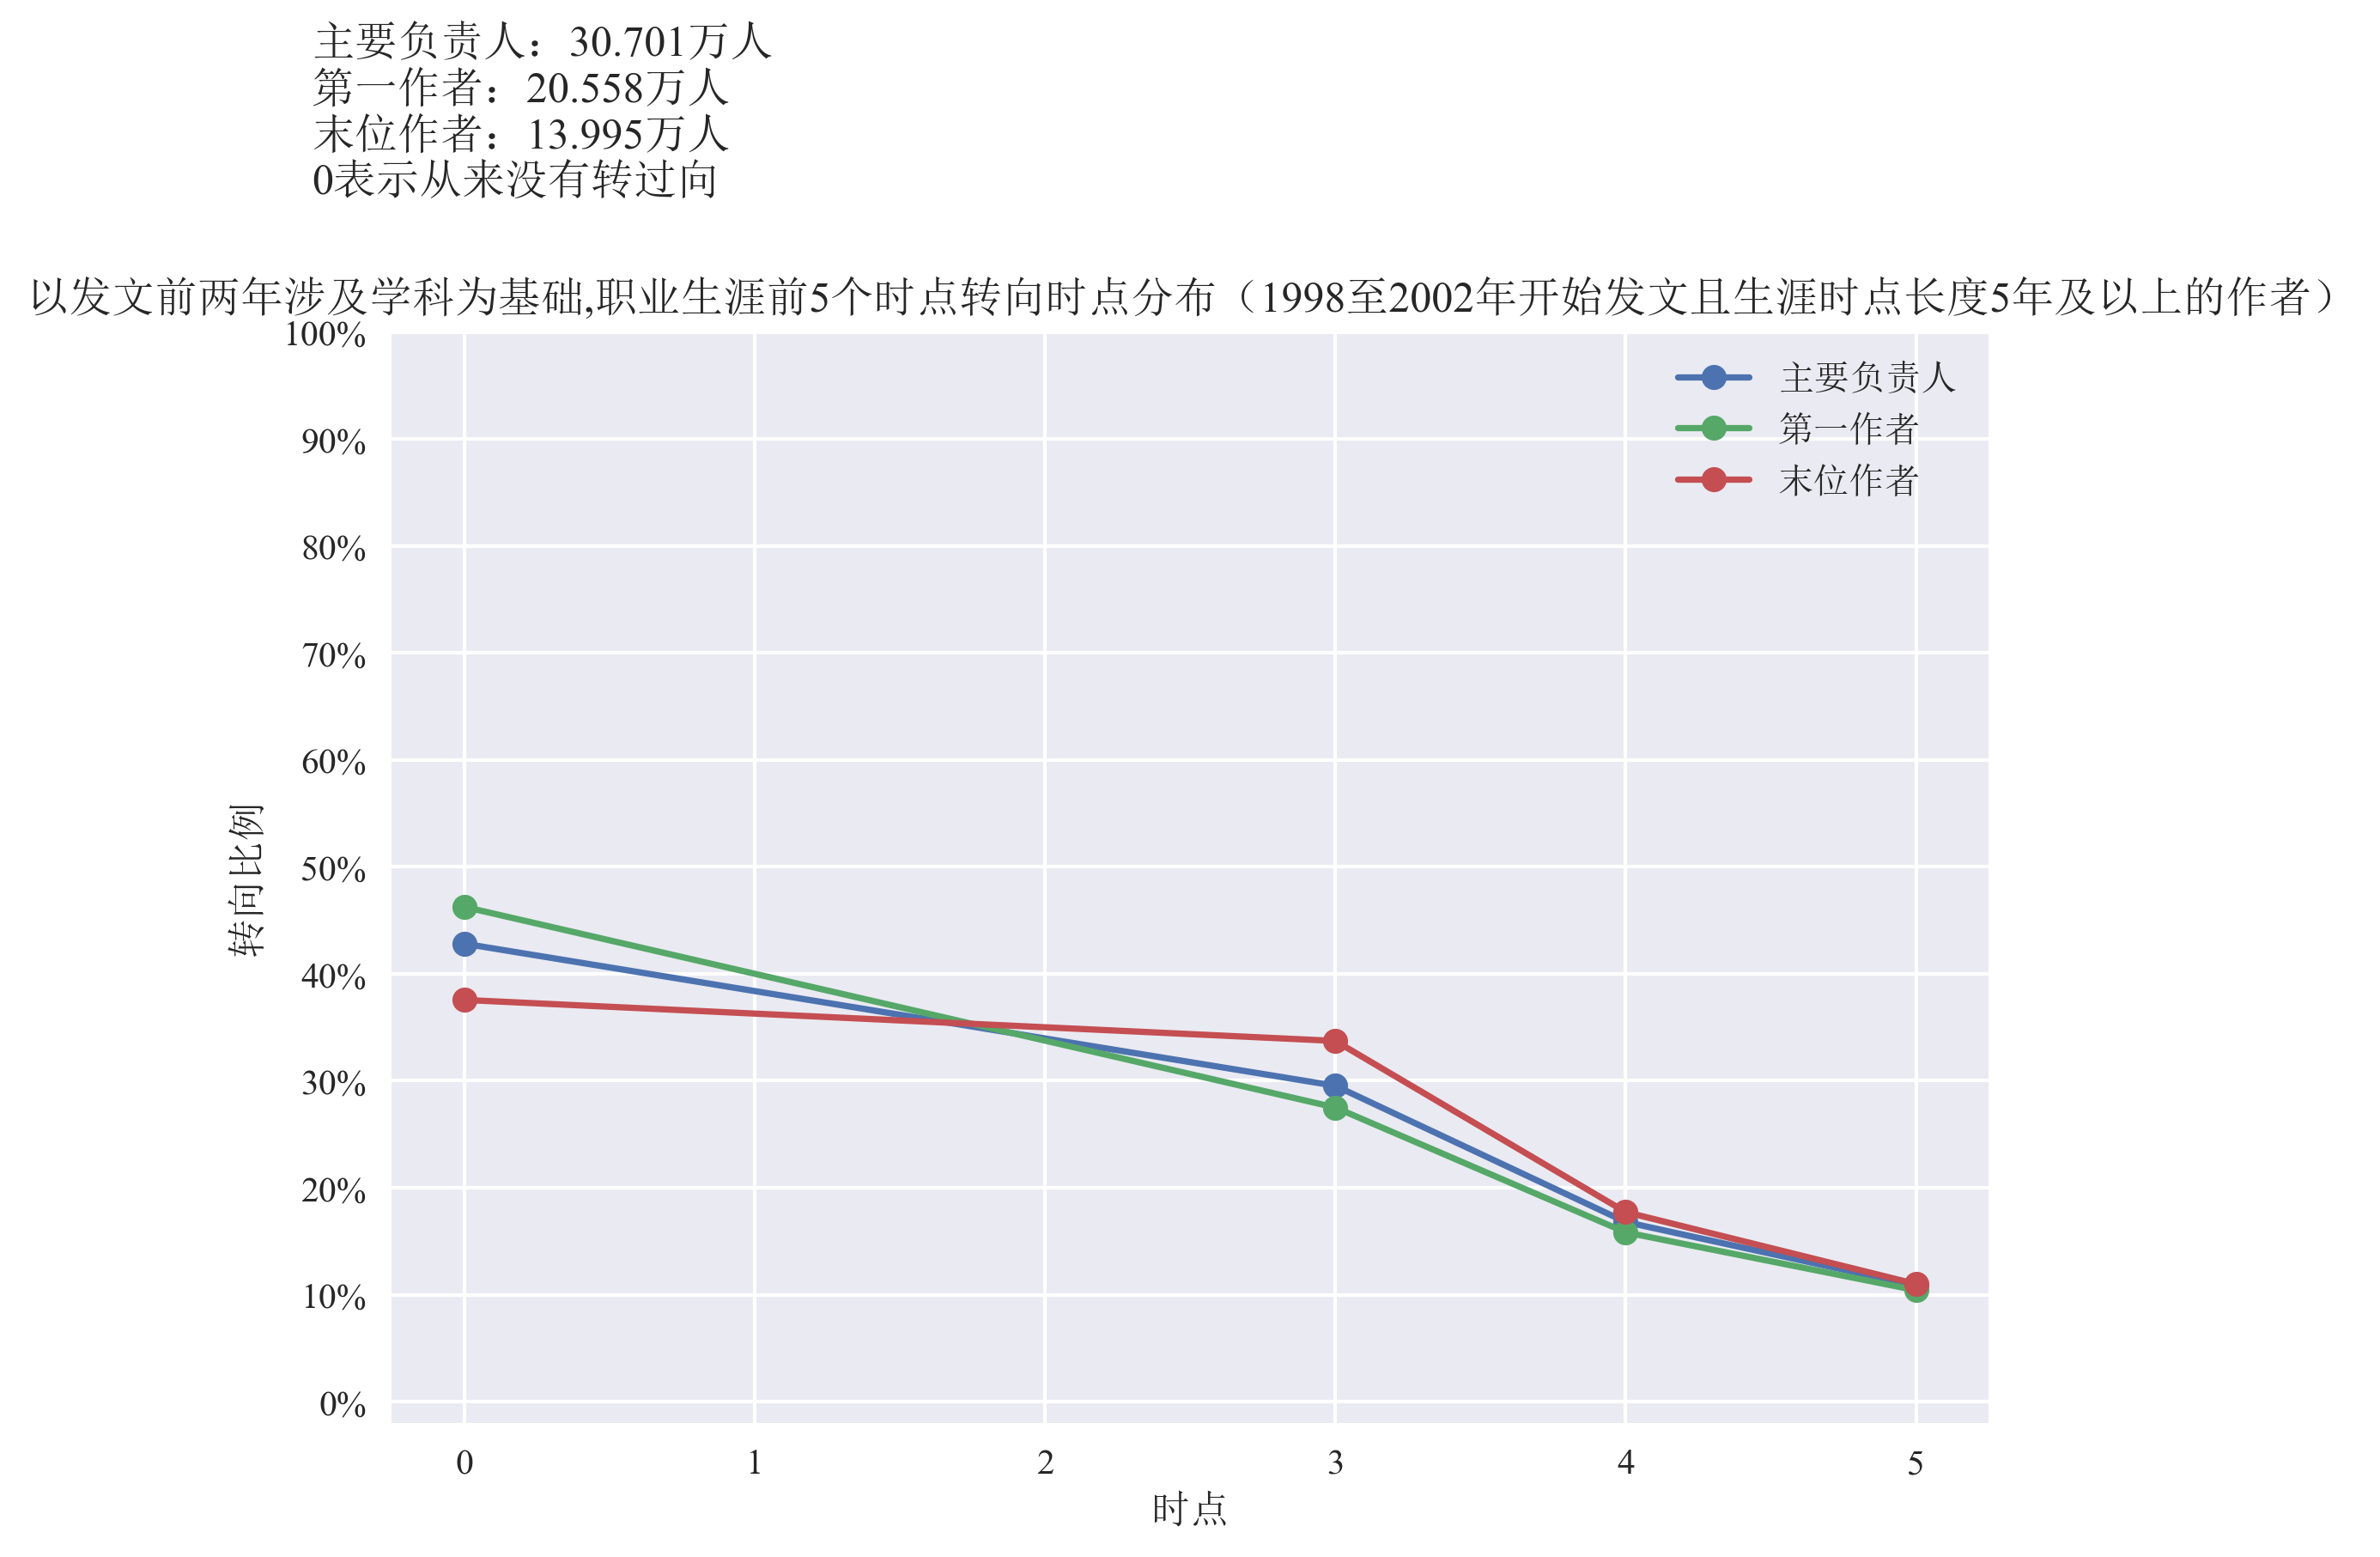 主要负责人：30.701万人
第一作者：20.558万人
末位作者：13.995万人
0表示从来没有转过向
以发文前两年涉及学科为基础,职业生涯前5个时点转向时点分布（1998至2002年开始发文且生涯时点长度5年及以上的作者）
100%
90%
80%
70%
60%
50%
40%
30%
20%
10%
0%
转向比例
主要负责人
第一作者
末位作者
0 1 2 3 4 5
时点